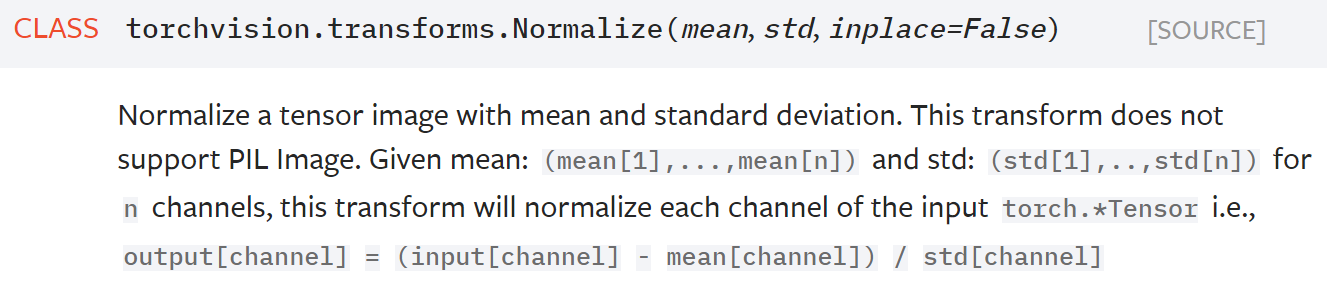 CLASS torchvision.transforms.Normalize(mean, std, inplace=False) [SOURCE]
Normalize a tensor image with mean and standard deviation. This transform does not
support PIL Image. Given mean: (mean[1],...,mean[n]) and std: (std[1],..,std[n]) for
n channels, this transform will normalize each channel of the input torch.*Tensor i.e.,
output[channel] = (input[channel] - mean[channel]) / std[channel]